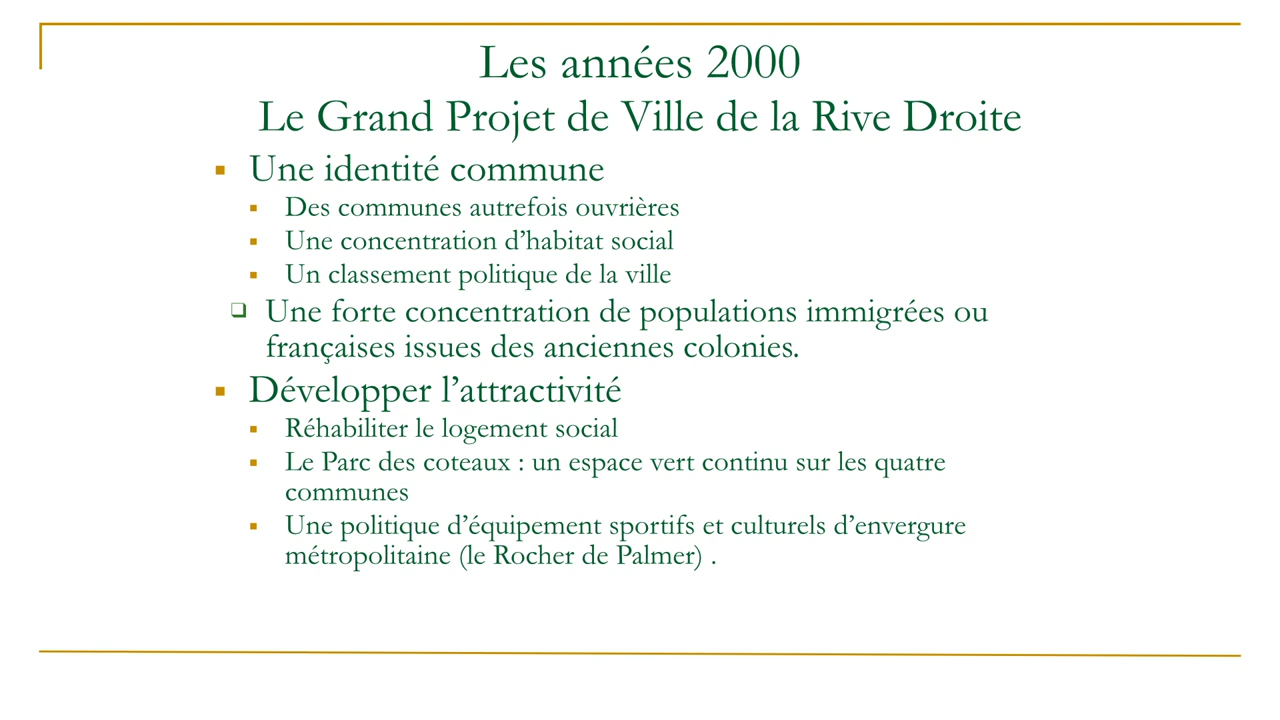 Les années 2000
Le Grand Projet de Ville de la Rive Droite
Une identité commune
Des communes autrefois ouvrières
Une concentration d’habitat social
Un classement politique de la ville
Une forte concentration de populations immigrées ou
françaises issues des anciennes colonies.
Développer l’attractivité
Réhabiliter le logement social
Le Parc des coteaux : un espace vert continu sur les quatre
communes
Une politique d’équipement sportifs et culturels d’envergure
métropolitaine (le Rocher de Palmer) .